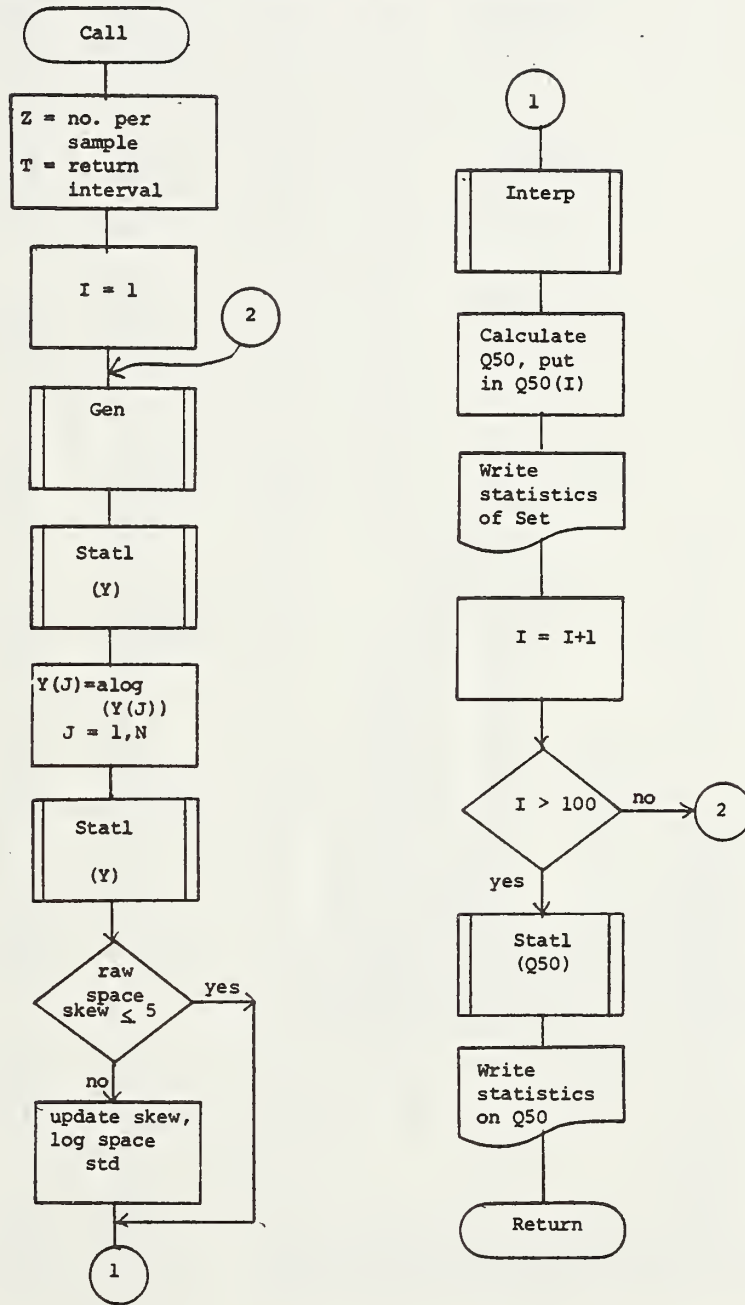 Call
Z = no. per
sample
T = return
interval
I = 1
2
Gen
Statl
(Y)
Y(J)=alog
(Y(J))
J = 1,N
Statl
(Y)
raw
space
skew ≤ 5
yes
no
update skew,
log space
std
1
1
Interp
Calculate
Q50, put
in Q50(I)
Write
statistics
of Set
I = I+1
I > 100
no
2
yes
Statl
(Q50)
Write
statistics
on Q50
Return